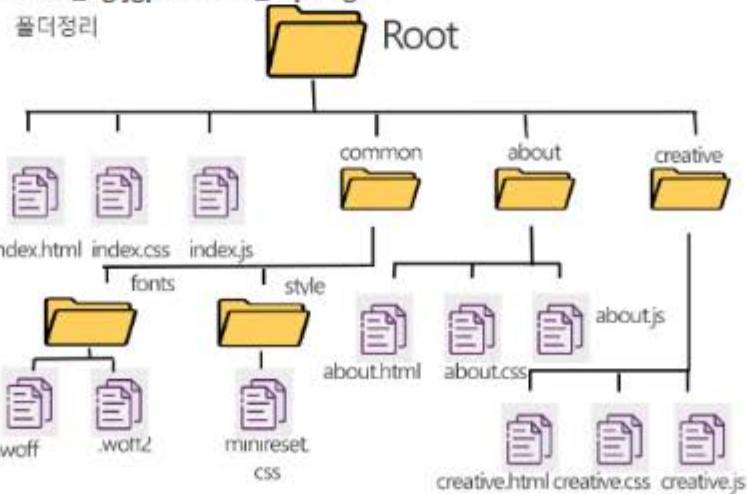 폴더정리
Root
common
about
creative
ndex.html
index.css
index.js
fonts
style
about.html
about.css
about.js
woff
.woff2
minireset.
css
creative.html
creative.css
creative.js